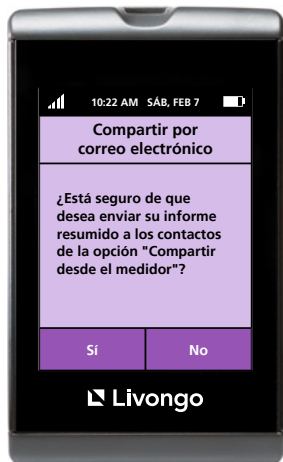 10:22 AM SÁB, FEB 7
Compartir por
correo electrónico
¿Está seguro de que
desea enviar su informe
resumido a los contactos
de la opción "Compartir
desde el medidor"?
Sí No
Livongo